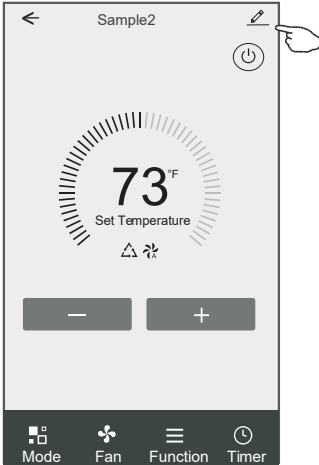 Sample2
73°F
Set Temperature
A
Mode Fan Function Timer